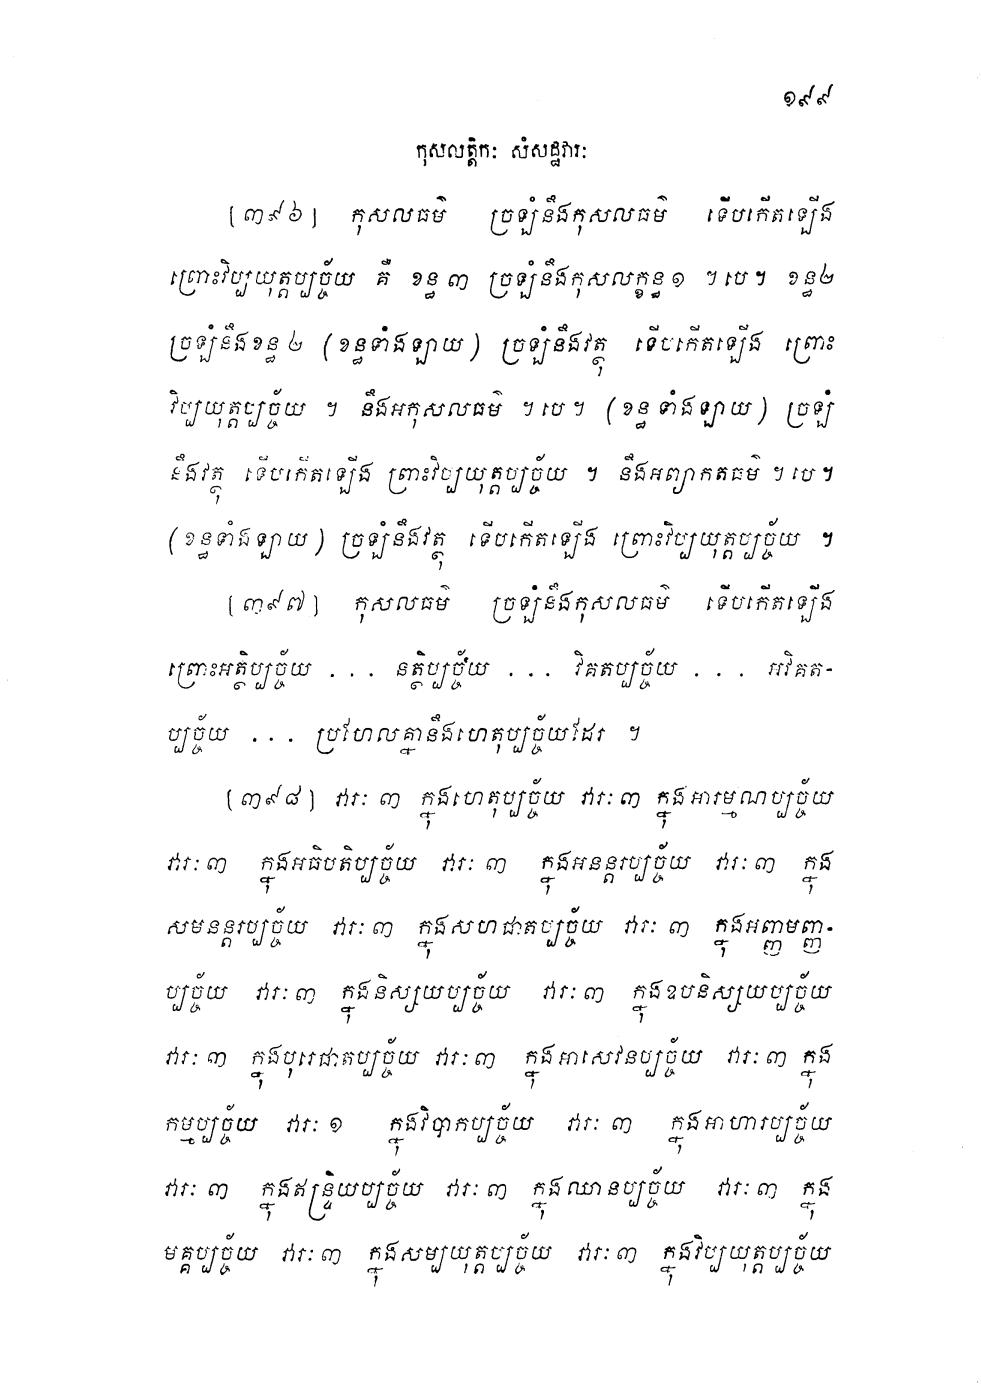 ១៩៩
កុសលត្តិកៈ សំសដ្ឋវារៈ
[៣៩៦] កុសលធម៌ ច្រឡំនឹងកុសលធម៌ ទើបកើតឡើង
ព្រោះវិប្បយុត្តប្បច្ច័យ គឺ ខន្ធ ៣ ច្រឡំនឹងកុសលក្ខន្ធ ១ ។ បេ ។ ខន្ធ ២
ច្រឡំនឹងខន្ធ ២ (ខន្ធទាំងឡាយ) ច្រឡំនឹងវត្ថុ ទើបកើតឡើង ព្រោះ
វិប្បយុត្តប្បច្ច័យ ។ នឹងអកុសលធម៌ ។ បេ ។ (ខន្ធទាំងឡាយ) ច្រឡំ
នឹងវត្ថុ ទើបកើតឡើង ព្រោះវិប្បយុត្តប្បច្ច័យ ។ នឹងអព្យាកតធម៌ ។ បេ ។
(ខន្ធទាំងឡាយ) ច្រឡំនឹងវត្ថុ ទើបកើតឡើង ព្រោះវិប្បយុត្តប្បច្ច័យ ។
[៣៩៧] កុសលធម៌ ច្រឡំនឹងកុសលធម៌ ទើបកើតឡើង
ព្រោះអត្ថិប្បច្ច័យ ... នត្ថិប្បច្ច័យ ... វិគតប្បច្ច័យ ... អវិគត-
ប្បច្ច័យ ... ប្រហែលគ្នានឹងហេតុប្បច្ច័យដែរ ។
[៣៩៨] វារៈ ៣ ក្នុងហេតុប្បច្ច័យ វារៈ ៣ ក្នុងអារម្មណប្បច្ច័យ
វារៈ ៣ ក្នុងអធិបតិប្បច្ច័យ វារៈ ៣ ក្នុងអនន្តរប្បច្ច័យ វារៈ ៣ ក្នុង
សមនន្តរប្បច្ច័យ វារៈ ៣ ក្នុងសហជាតប្បច្ច័យ វារៈ ៣ ក្នុងអញ្ញមញ្ញ-
ប្បច្ច័យ វារៈ ៣ ក្នុងនិស្សយប្បច្ច័យ វារៈ ៣ ក្នុងឧបនិស្សយប្បច្ច័យ
វារៈ ៣ ក្នុងបុរេជាតប្បច្ច័យ វារៈ ៣ ក្នុងអាសេវនប្បច្ច័យ វារៈ ៣ ក្នុង
កម្មប្បច្ច័យ វារៈ ១ ក្នុងវិបាកប្បច្ច័យ វារៈ ៣ ក្នុងអាហារប្បច្ច័យ
វារៈ ៣ ក្នុងឥន្ទ្រិយប្បច្ច័យ វារៈ ៣ ក្នុងឈានប្បច្ច័យ វារៈ ៣ ក្នុង
មគ្គប្បច្ច័យ វារៈ ៣ ក្នុងសម្បយុត្តប្បច្ច័យ វារៈ ៣ ក្នុងវិប្បយុត្តប្បច្ច័យ